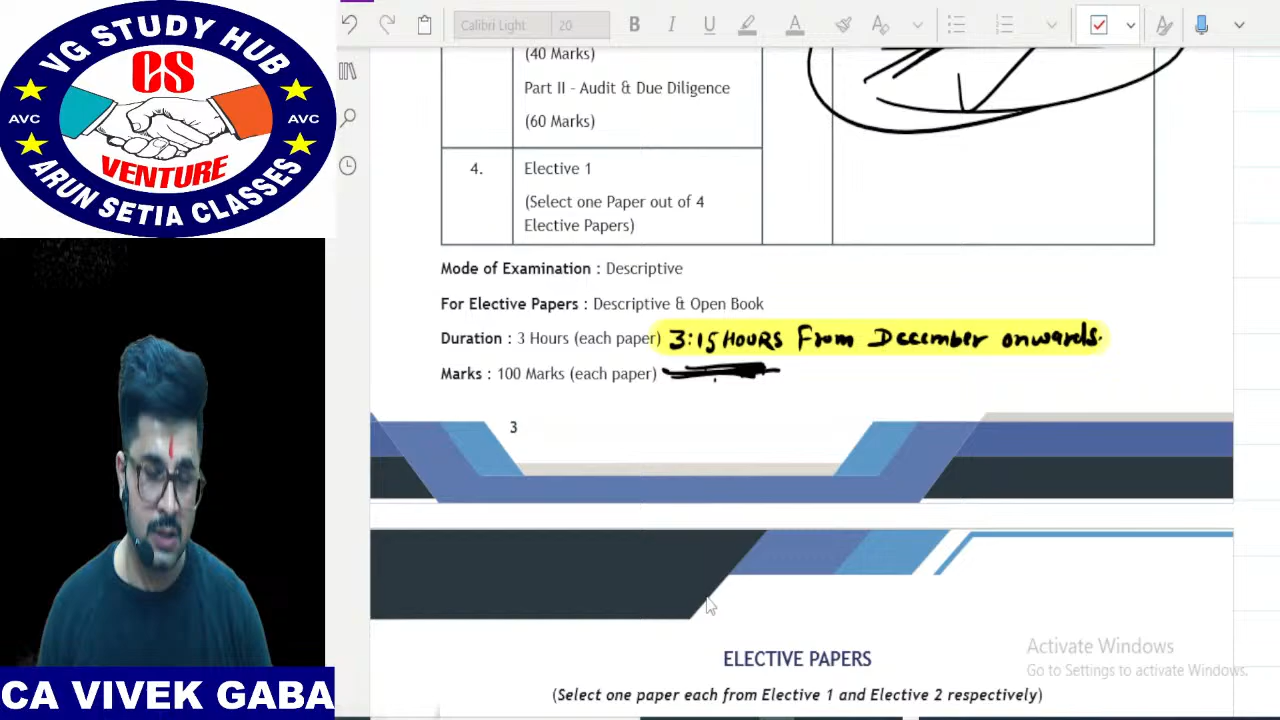 VG STUDY HUB
CS
AVC
AVC
VENTURE
ARUN SETIA CLASSES
CA VIVEK GABA
Calibri Light
20
B
I
U
A
A
(40 Marks)
Part II - Audit & Due Diligence
(60 Marks)
4.
Elective 1
(Select one Paper out of 4
Elective Papers)
Mode of Examination : Descriptive
For Elective Papers : Descriptive & Open Book
Duration : 3 Hours (each paper) 3:15 HOURS From December onwards.
Marks : 100 Marks (each paper)
3
ELECTIVE PAPERS
(Select one paper each from Elective 1 and Elective 2 respectively)
Activate Windows
Go to Settings to activate Windows.